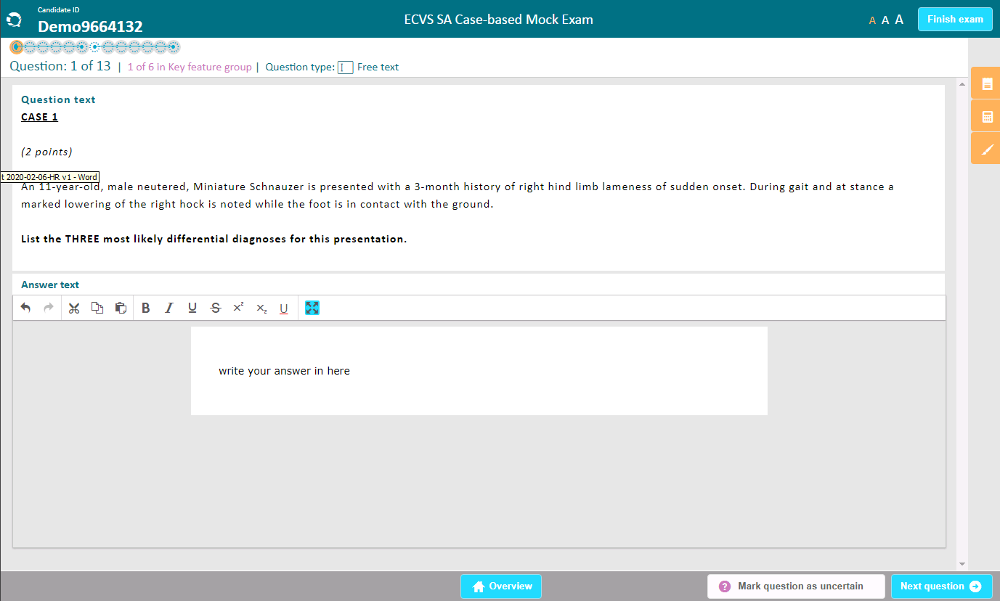 Candidate ID
Demo9664132
ECVS SA Case-based Mock Exam
A A A
Finish exam
Question: 1 of 13 | 1 of 6 in Key feature group | Question type: Free text
Question text
CASE 1
(2 points)
t 2020-02-06-HR v1 - Word
An 11-year-old, male neutered, Miniature Schnauzer is presented with a 3-month history of right hind limb lameness of sudden onset. During gait and at stance a
marked lowering of the right hock is noted while the foot is in contact with the ground.
List the THREE most likely differential diagnoses for this presentation.
Answer text
B I U S x² x₂ U
write your answer in here
Overview
? Mark question as uncertain
Next question